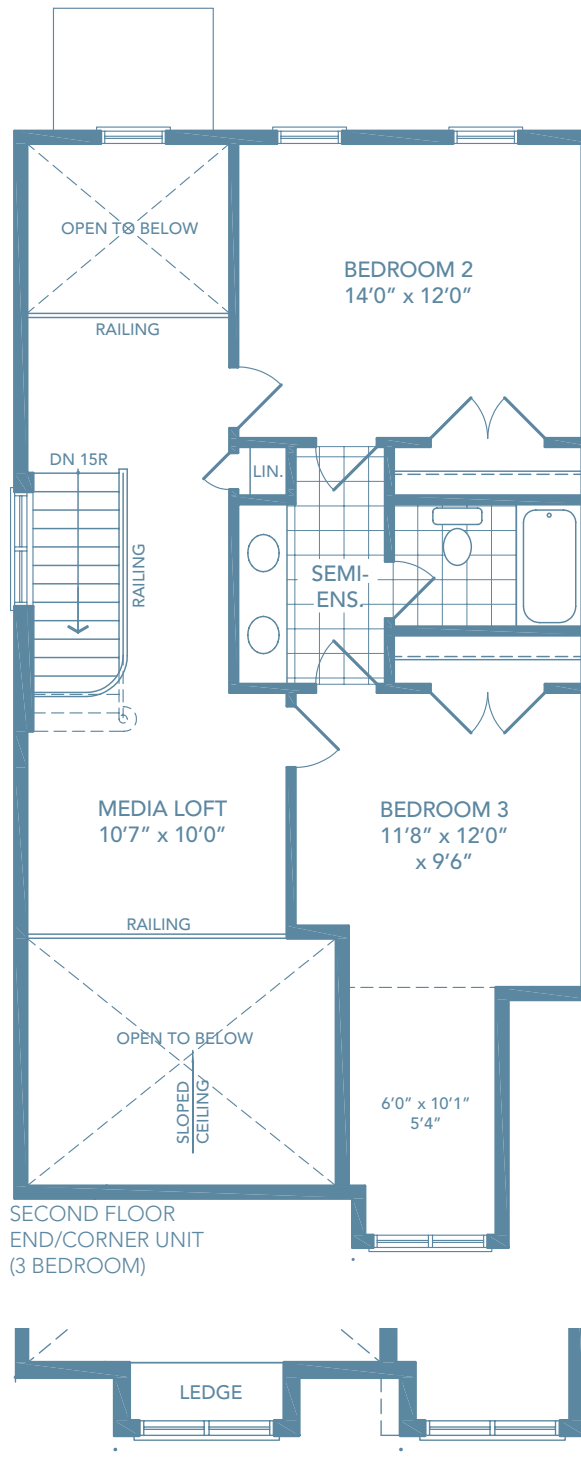 OPEN TO BELOW
RAILING
BEDROOM 2
14'0" x 12'0"
DN 15R
LIN.
RAILING
SEMI-
ENS.
MEDIA LOFT
10'7" x 10'0"
BEDROOM 3
11'8" x 12'0"
x 9'6"
RAILING
OPEN TO BELOW
SLOPED
CEILING
6'0" x 10'1"
5'4"
SECOND FLOOR
END/CORNER UNIT
(3 BEDROOM)
LEDGE